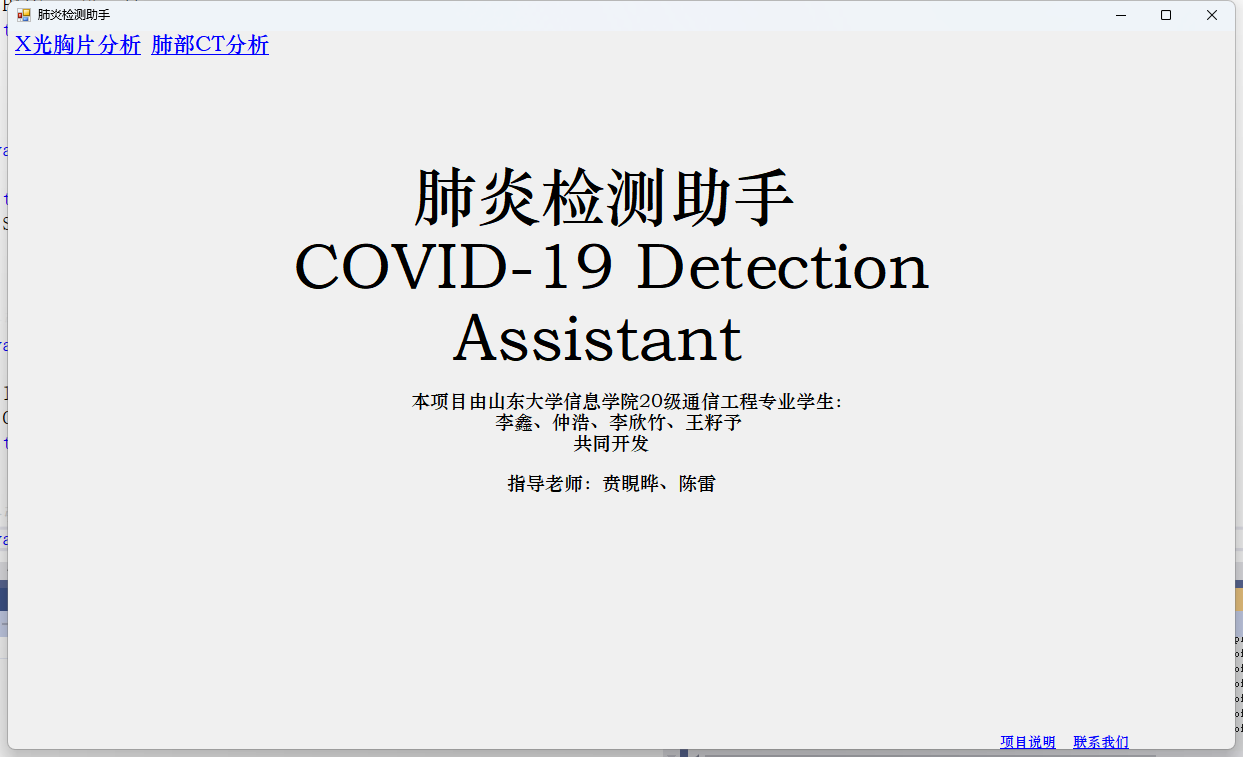 肺炎检测助手
X光胸片分析 肺部CT分析
肺炎检测助手
COVID-19 Detection
Assistant
本项目由山东大学信息学院20级通信工程专业学生：
李鑫、仲浩、李欣竹、王籽予
共同开发
指导老师：贲晛晔、陈雷
项目说明 联系我们